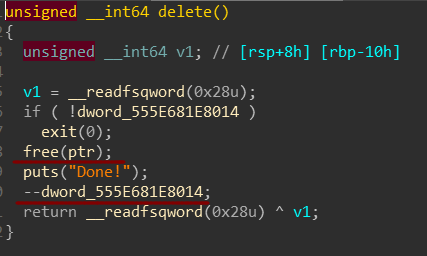 unsigned __int64 delete()
{
unsigned __int64 v1; // [rsp+8h] [rbp-10h]
v1 = __readfsqword(0x28u);
if ( !dword_555E681E8014 )
exit(0);
free(ptr);
puts("Done!");
--dword_555E681E8014;
return __readfsqword(0x28u) ^ v1;
}